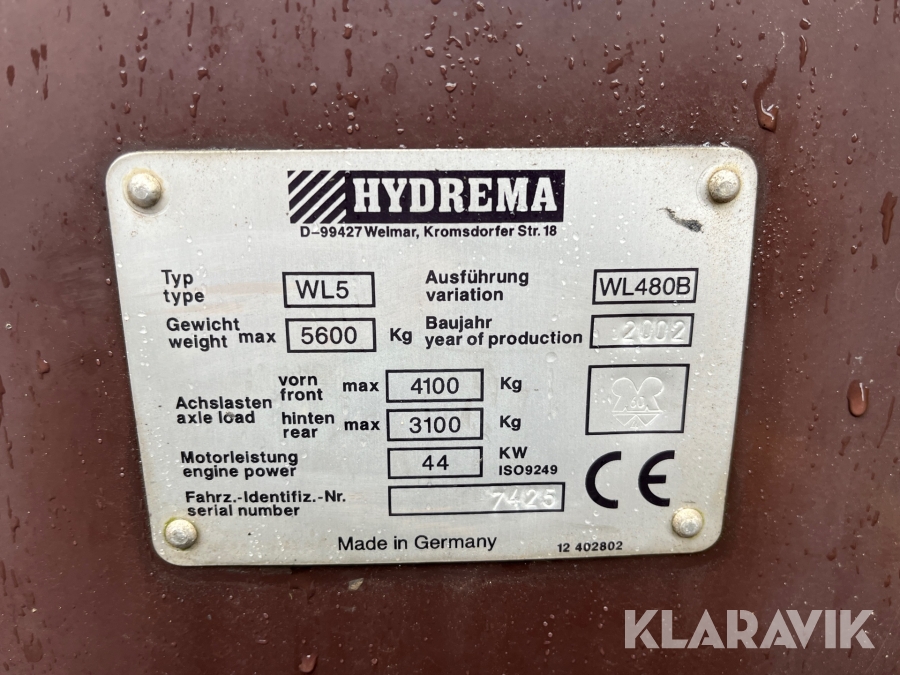 HYDREMA
D-99427 Weimar, Kromsdorfer Str. 18
Typ
type
WL5
Ausführung
variation
WL480B
Gewicht
weight max 5600 Kg
Baujahr
year of production 2002
Achslasten
axle load
vorn
front max 4100 Kg
hinten
rear max 3100 Kg
60
Motorleistung
engine power 44 KW
ISO9249
CE
Fahrz.-Identifiz.-Nr.
serial number 7425
Made in Germany
12 402802
KLARAVIK